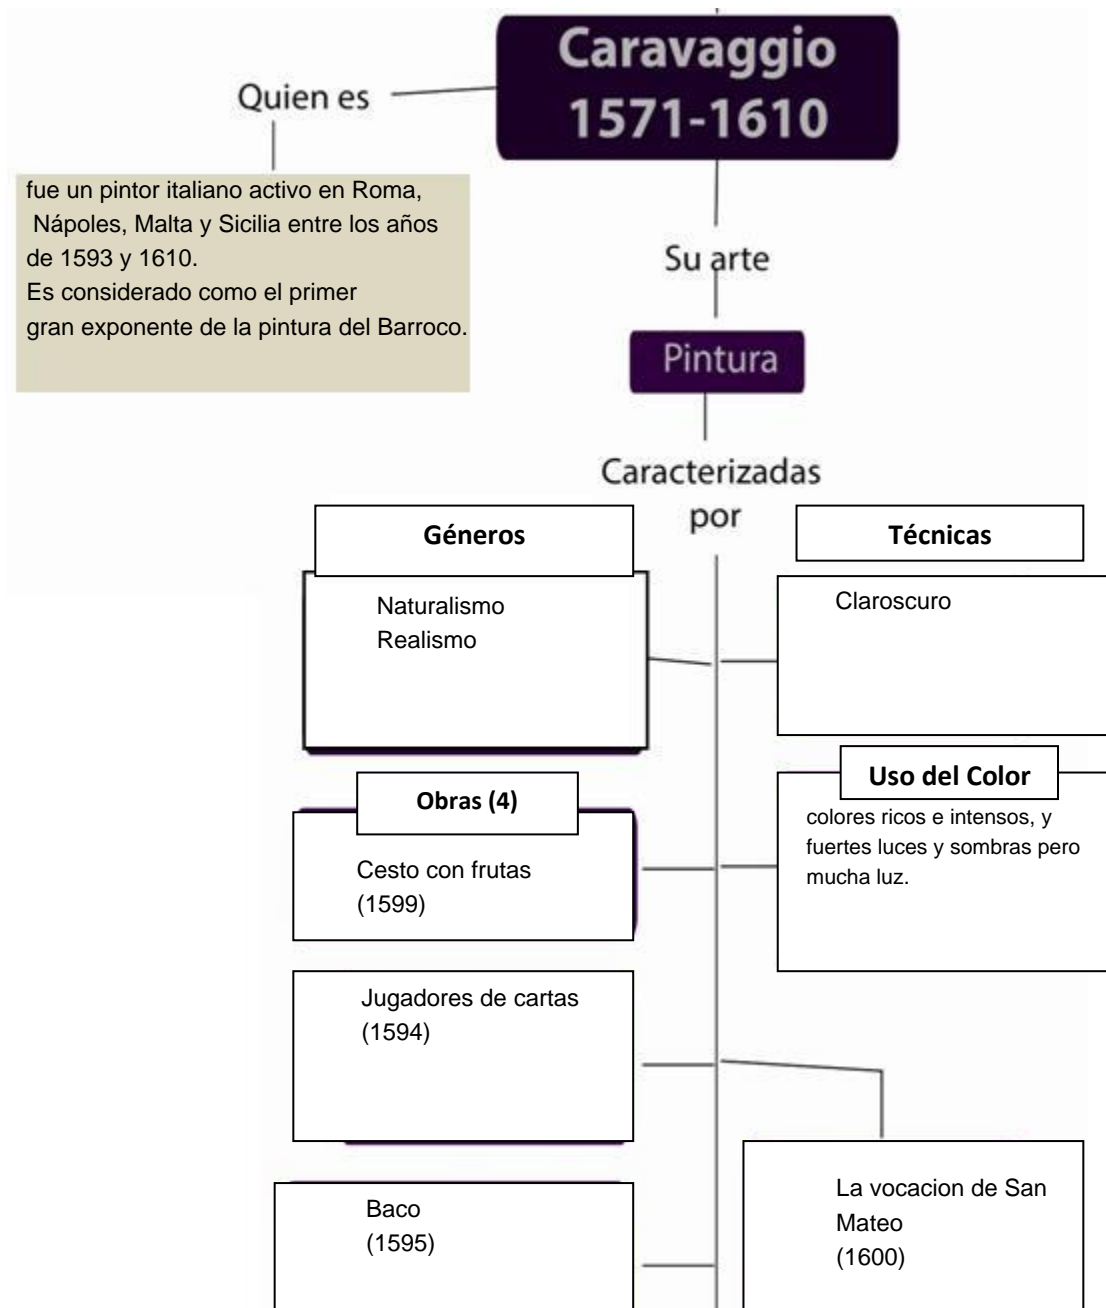 Caravaggio
1571-1610
Quien es
fue un pintor italiano activo en Roma,
Nápoles, Malta y Sicilia entre los años
de 1593 y 1610.
Es considerado como el primer
gran exponente de la pintura del Barroco.
Su arte
Pintura
Caracterizadas
por
Géneros
Naturalismo
Realismo
Técnicas
Claroscuro
Obras (4)
Cesto con frutas
(1599)
Uso del Color
colores ricos e intensos, y
fuertes luces y sombras pero
mucha luz.
Jugadores de cartas
(1594)
Baco
(1595)
La vocacion de San
Mateo
(1600)